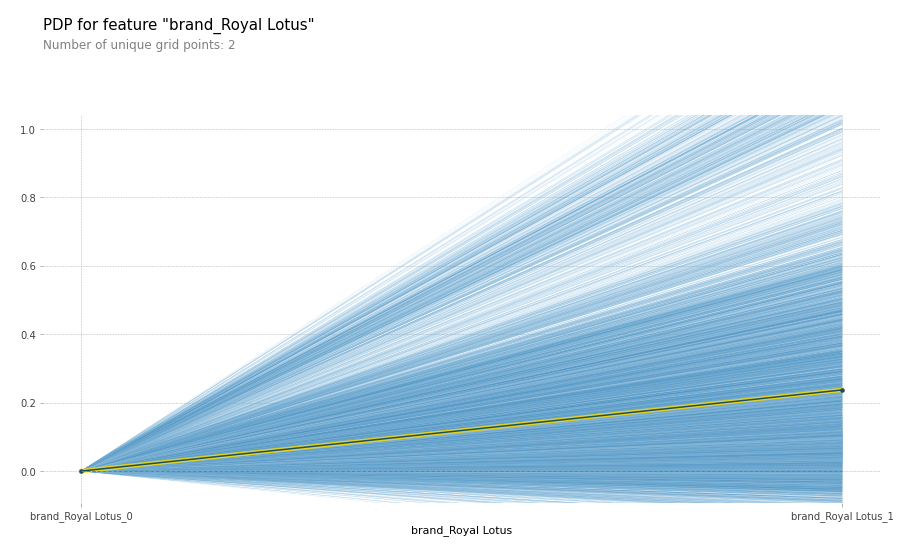 PDP for feature "brand_Royal Lotus"
Number of unique grid points: 2
1.0
0.8
0.6
0.4
0.2
0.0
brand_Royal Lotus_0
brand_Royal Lotus_1
brand_Royal Lotus